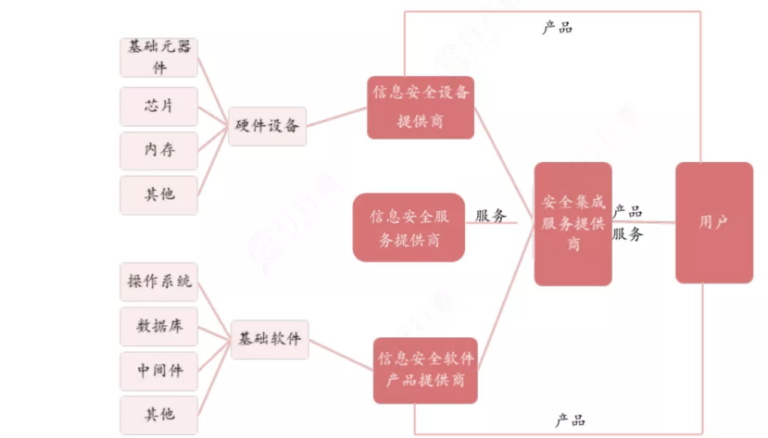 产品
基础元器
件
芯片
内存
其他
硬件设备
信息安全设备
提供商
信息安全服
务提供商
服务
安全集成
服务提供
商
产品
服务
用户
操作系统
数据库
中间件
其他
基础软件
信息安全软件
产品提供商
产品